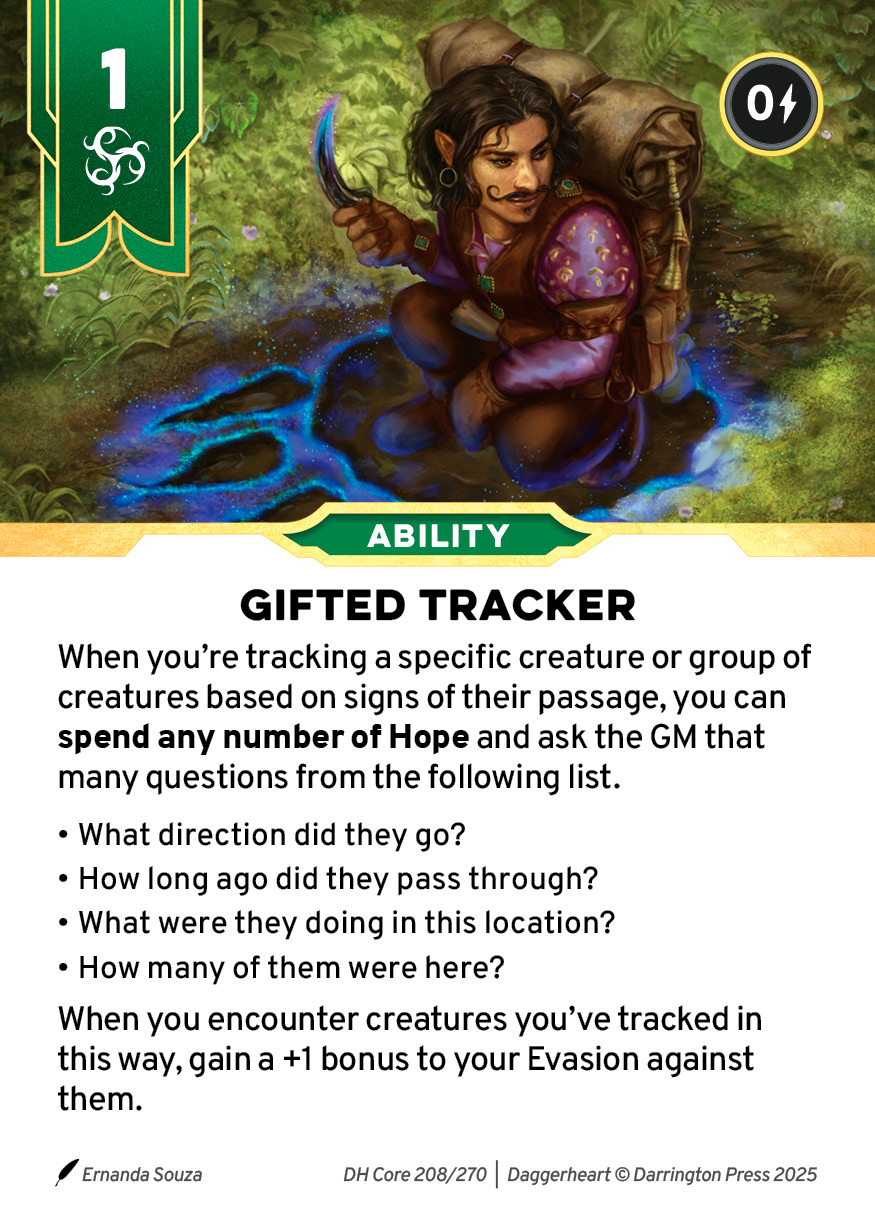 1
0
ABILITY
GIFTED TRACKER
When you’re tracking a specific creature or group of
creatures based on signs of their passage, you can
spend any number of Hope and ask the GM that
many questions from the following list.
• What direction did they go?
• How long ago did they pass through?
• What were they doing in this location?
• How many of them were here?
When you encounter creatures you’ve tracked in
this way, gain a +1 bonus to your Evasion against
them.
Ernanda Souza
DH Core 208/270 | Daggerheart © Darrington Press 2025